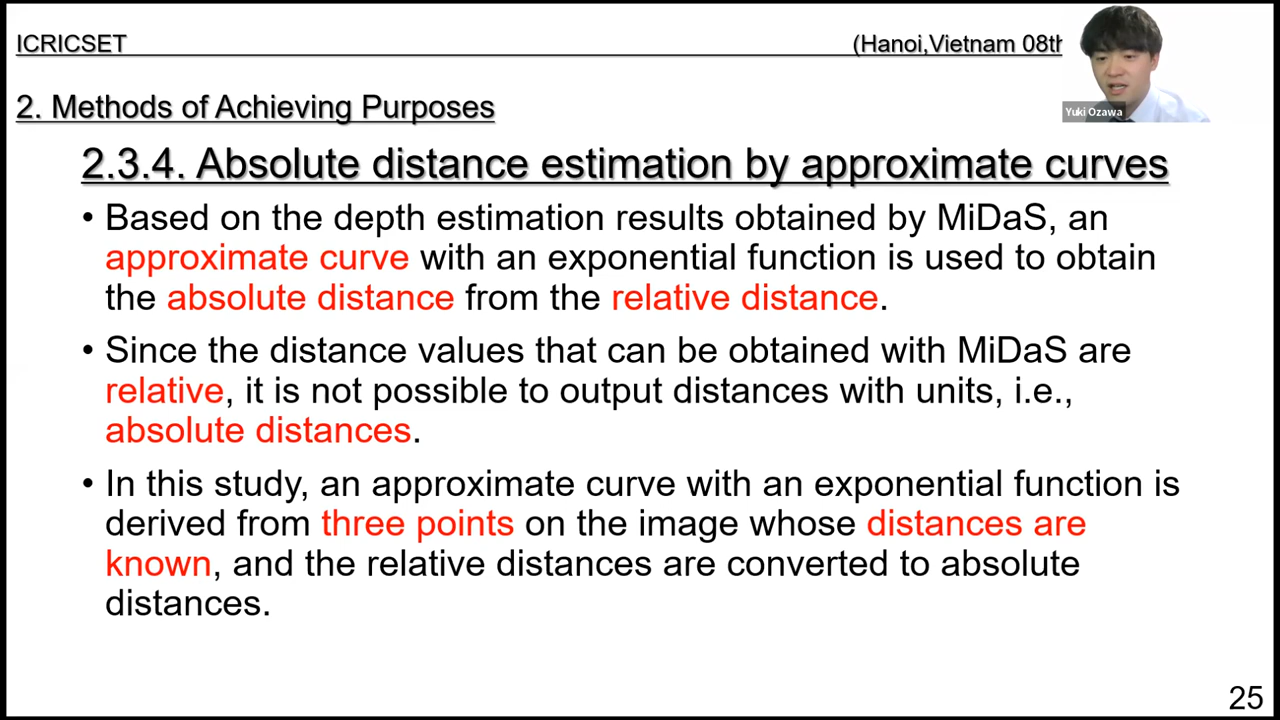 ICRICSET (Hanoi,Vietnam 08th
Yuki Ozawa
2. Methods of Achieving Purposes
2.3.4. Absolute distance estimation by approximate curves
• Based on the depth estimation results obtained by MiDaS, an
approximate curve with an exponential function is used to obtain
the absolute distance from the relative distance.
• Since the distance values that can be obtained with MiDaS are
relative, it is not possible to output distances with units, i.e.,
absolute distances.
• In this study, an approximate curve with an exponential function is
derived from three points on the image whose distances are
known, and the relative distances are converted to absolute
distances.
25